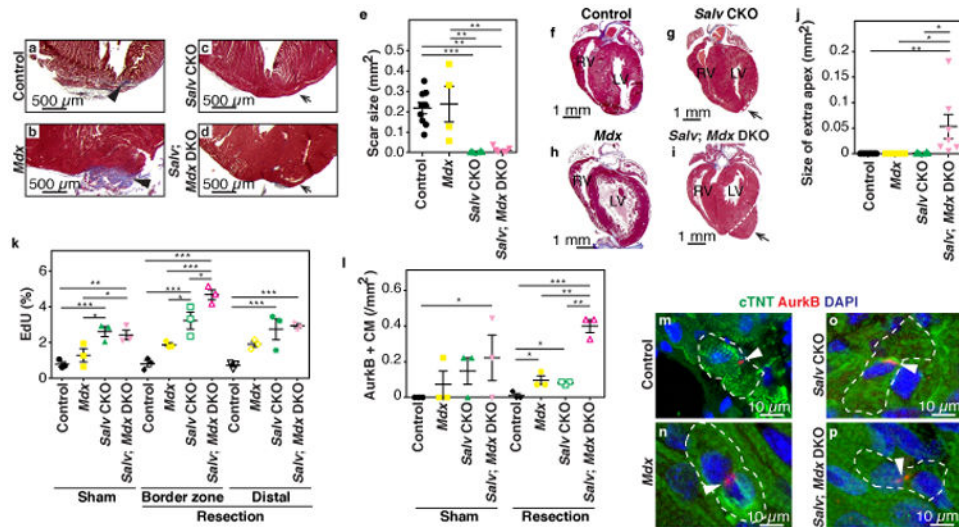 a
Control
500 µm
c
Salv CKO
500 µm
b
Mdx
500 µm
d
Salv; Mdx DKO
500 µm
e
Scar size (mm²)
0.5
0.4
0.3
0.2
0.1
0
***
**
**
**
Control
Mdx
Salv CKO
Salv; Mdx DKO
Control
f
RV
LV
1 mm
Salv CKO
g
RV
LV
1 mm
Mdx
h
RV
LV
1 mm
Salv; Mdx DKO
i
RV
LV
1 mm
j
Size of extra apex (mm²)
0.2
0.15
0.1
0.05
0
*
*
**
Control
Mdx
Salv CKO
Salv; Mdx DKO
k
EdU (%)
6
4
2
0
**
*
***
*
***
***
*
***
*
***
***
Control
Mdx
Salv CKO
Salv; Mdx DKO
Control
Mdx
Salv CKO
Salv; Mdx DKO
Control
Mdx
Salv CKO
Salv; Mdx DKO
Sham
Border zone
Distal
Resection
l
AurkB + CM (/mm²)
0.6
0.4
0.2
0
*
***
**
##
*
*
Control
Mdx
Salv CKO
Salv; Mdx DKO
Control
Mdx
Salv CKO
Salv; Mdx DKO
Sham
Resection
cTNT AurkB DAPI
m
Control
10 µm
o
Salv CKO
10 µm
n
Mdx
10 µm
p
Salv; Mdx DKO
10 µm